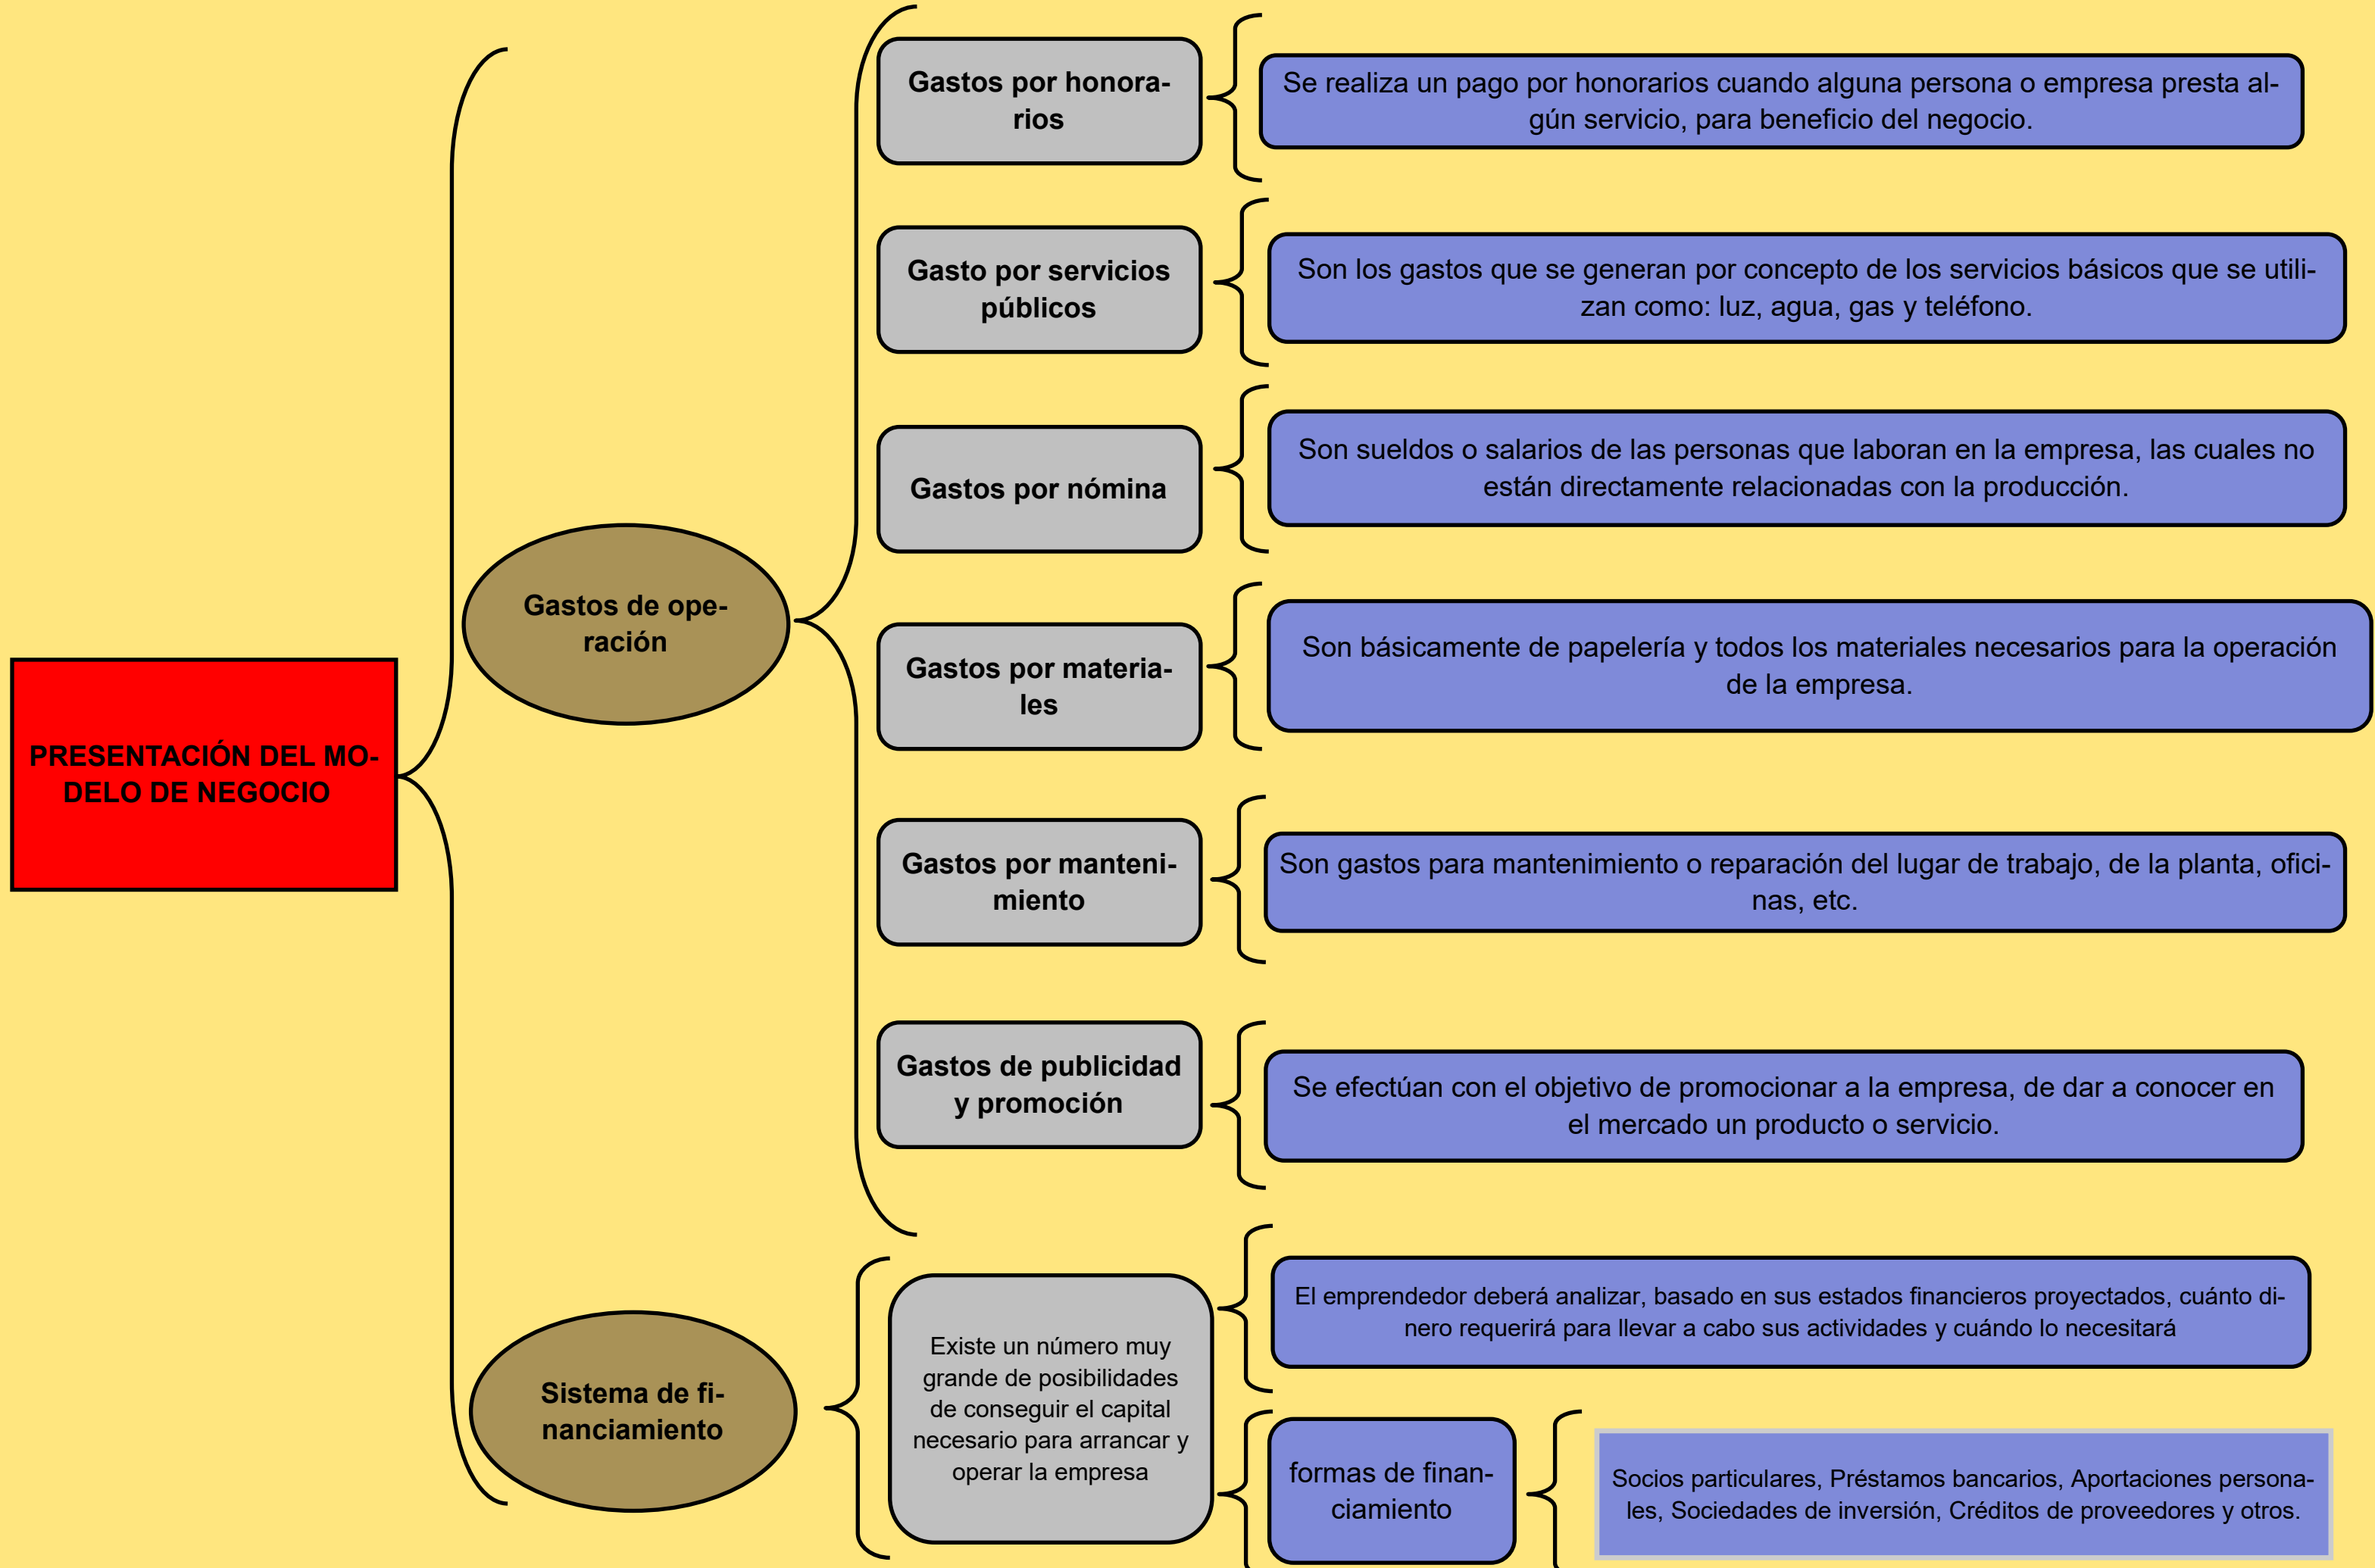 PRESENTACIÓN DEL MO-
DELO DE NEGOCIO
Gastos de ope-
ración
Gastos por honora-
rios
Se realiza un pago por honorarios cuando alguna persona o empresa presta al-
gún servicio, para beneficio del negocio.
Gasto por servicios
públicos
Son los gastos que se generan por concepto de los servicios básicos que se utili-
zan como: luz, agua, gas y teléfono.
Gastos por nómina
Son sueldos o salarios de las personas que laboran en la empresa, las cuales no
están directamente relacionadas con la producción.
Gastos por materia-
les
Son básicamente de papelería y todos los materiales necesarios para la operación
de la empresa.
Gastos por manteni-
miento
Son gastos para mantenimiento o reparación del lugar de trabajo, de la planta, ofici-
nas, etc.
Gastos de publicidad
y promoción
Se efectúan con el objetivo de promocionar a la empresa, de dar a conocer en
el mercado un producto o servicio.
Sistema de fi-
nanciamiento
Existe un número muy
grande de posibilidades
de conseguir el capital
necesario para arrancar y
operar la empresa
El emprendedor deberá analizar, basado en sus estados financieros proyectados, cuánto di-
nero requerirá para llevar a cabo sus actividades y cuándo lo necesitará
formas de finan-
ciamiento
Socios particulares, Préstamos bancarios, Aportaciones persona-
les, Sociedades de inversión, Créditos de proveedores y otros.